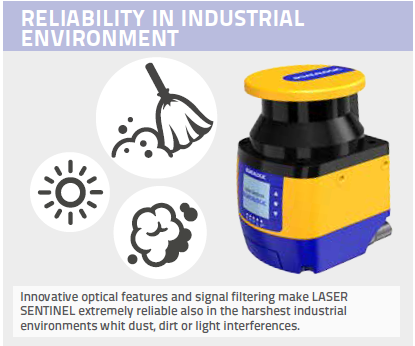 RELIABILITY IN INDUSTRIAL
ENVIRONMENT
DATALOGIC
Innovative optical features and signal filtering make LASER
SENTINEL extremely reliable also in the harshest industrial
environments whit dust, dirt or light interferences.